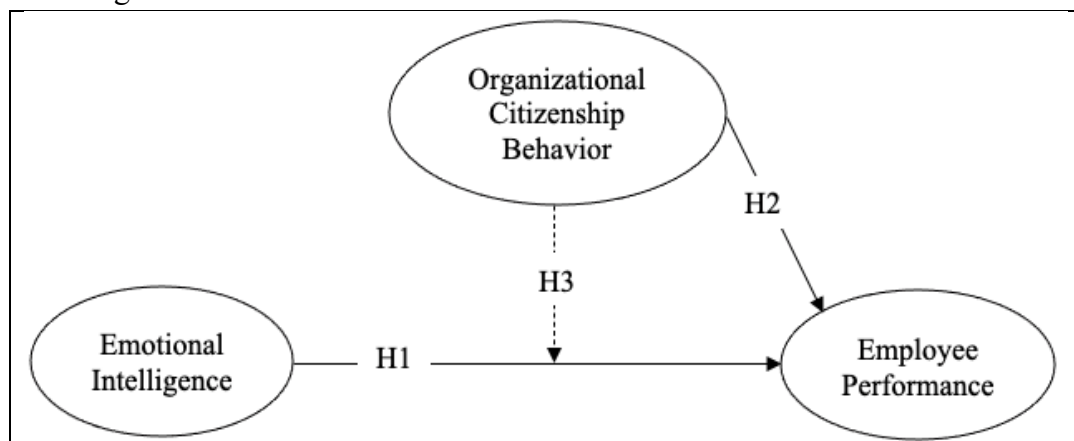 Organizational
Citizenship
Behavior
H2
H3
Emotional
Intelligence
H1
Employee
Performance